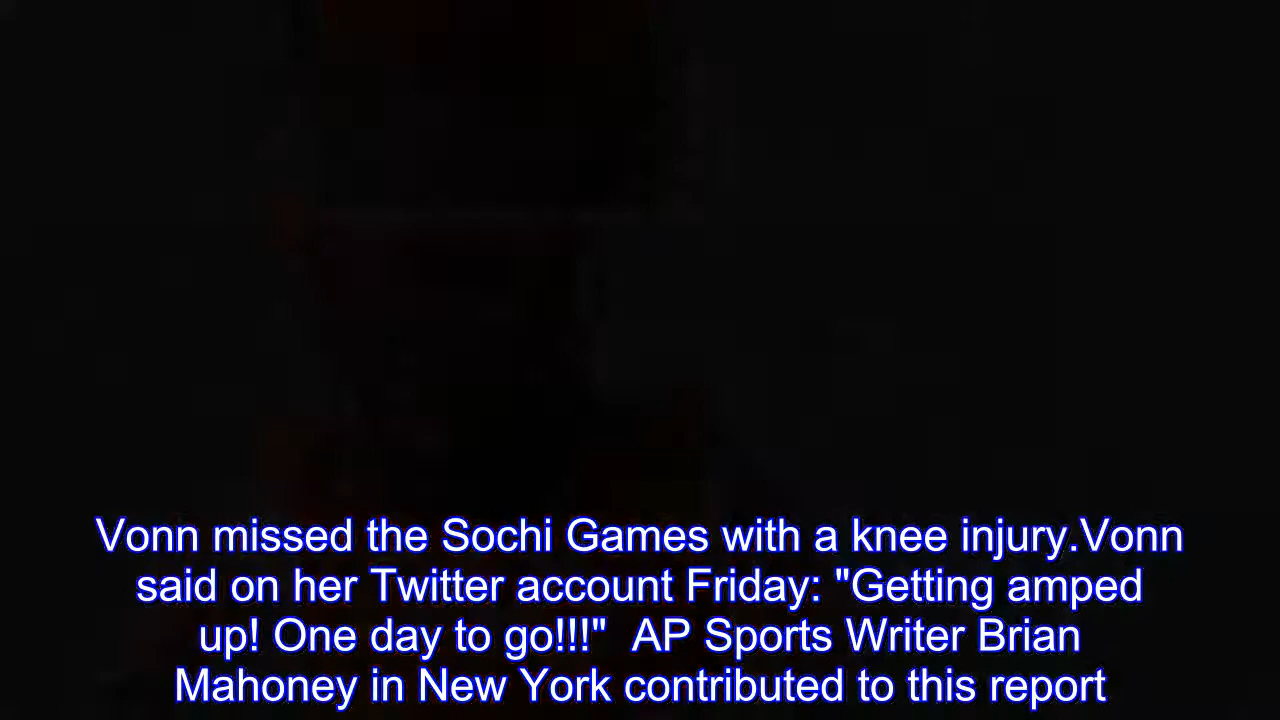 Vonn missed the Sochi Games with a knee injury.Vonn
said on her Twitter account Friday: "Getting amped
up! One day to go!!!"  AP Sports Writer Brian
Mahoney in New York contributed to this report